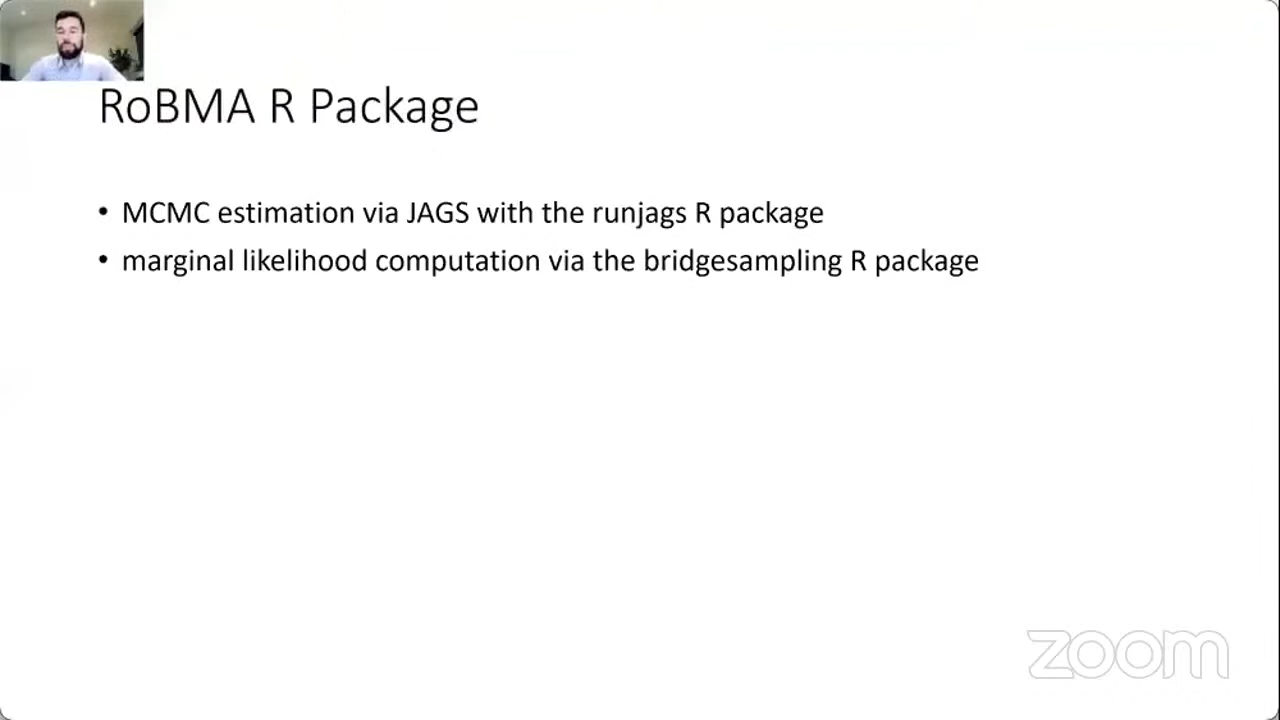 RoBMA R Package
• MCMC estimation via JAGS with the runjags R package
• marginal likelihood computation via the bridgesampling R package
zoom